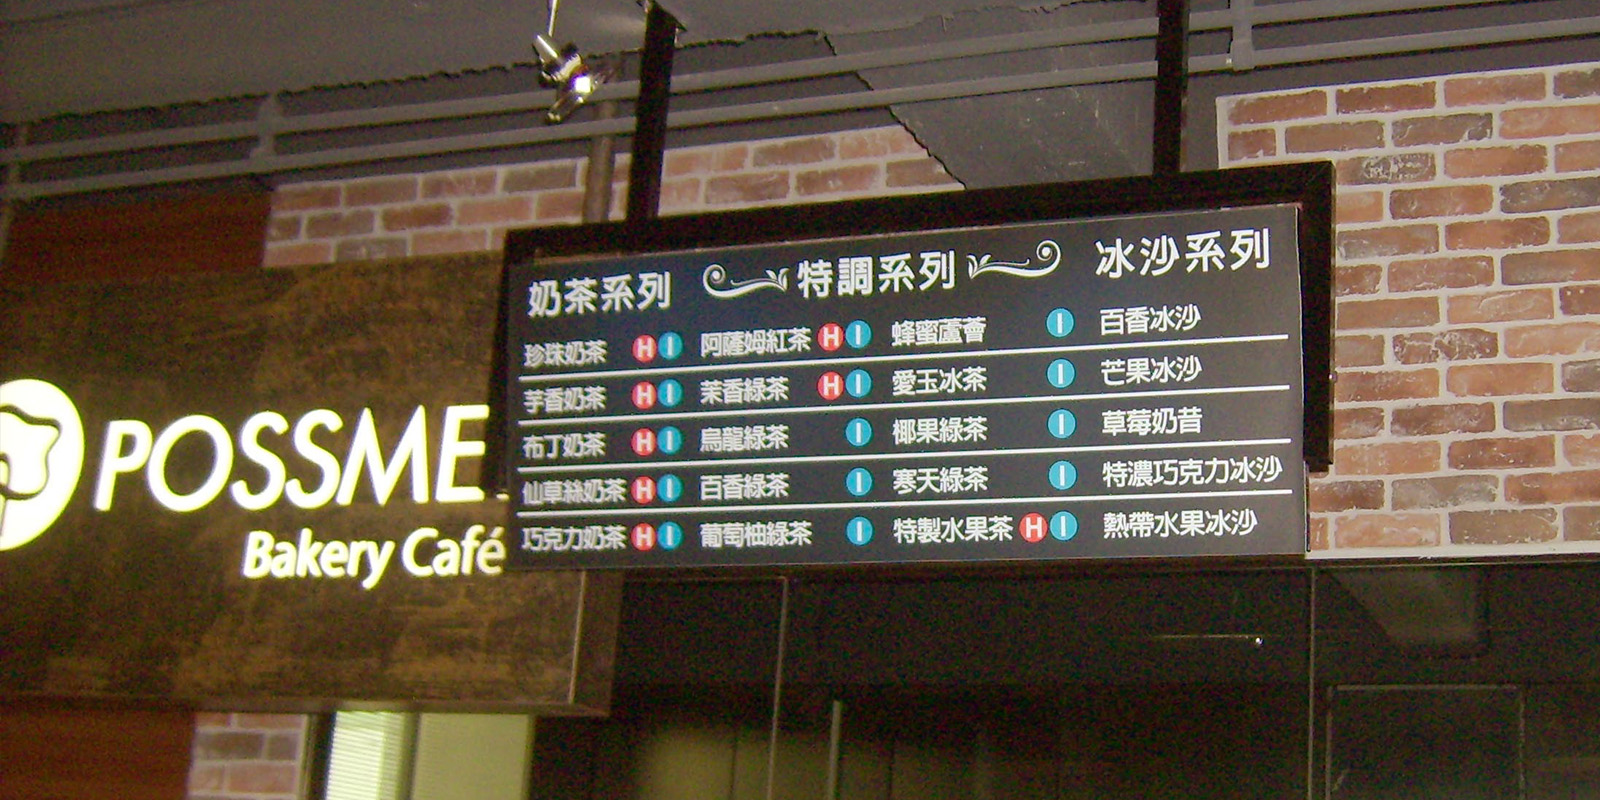 POSSME
Bakery Café
奶茶系列 特調系列 冰沙系列
珍珠奶茶 H I 阿薩姆紅茶 H I 蜂蜜蘆薈 I 百香冰沙
芋香奶茶 H I 茉香綠茶 H I 愛玉冰茶 I 芒果冰沙
布丁奶茶 H I 烏龍綠茶 I 椰果綠茶 I 草莓奶昔
仙草絲奶茶 H I 百香綠茶 I 寒天綠茶 I 特濃巧克力冰沙
巧克力奶茶 H I 葡萄柚綠茶 I 特製水果茶 H I 熱帶水果冰沙